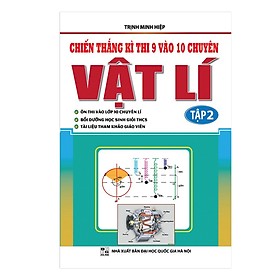 TRỊNH MINH HIỆP
CHIẾN THẮNG KÌ THI 9 VÀO 10 CHUYÊN
VẬT LÍ
TẬP 2
ÔN THI VÀO LỚP 10 CHUYÊN LÍ
BỒI DƯỠNG HỌC SINH GIỎI THCS
TÀI LIỆU THAM KHẢO GIÁO VIÊN
NHÀ XUẤT BẢN ĐẠI HỌC QUỐC GIA HÀ NỘI